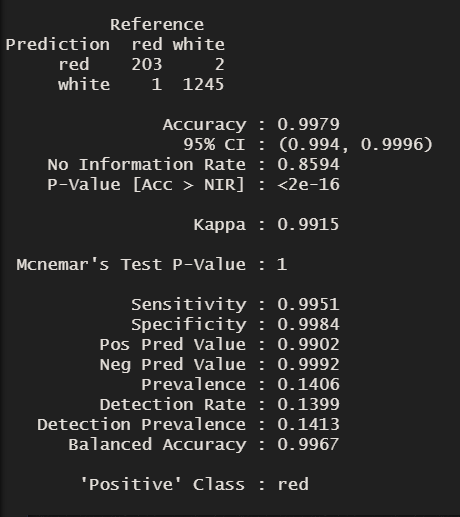 Reference
Prediction red white
red 203 2
white 1 1245
Accuracy : 0.9979
95% CI : (0.994, 0.9996)
No Information Rate : 0.8594
P-Value [Acc > NIR] : <2e-16
Kappa : 0.9915
Mcnemar's Test P-Value : 1
Sensitivity : 0.9951
Specificity : 0.9984
Pos Pred Value : 0.9902
Neg Pred Value : 0.9992
Prevalence : 0.1406
Detection Rate : 0.1399
Detection Prevalence : 0.1413
Balanced Accuracy : 0.9967
'Positive' Class : red